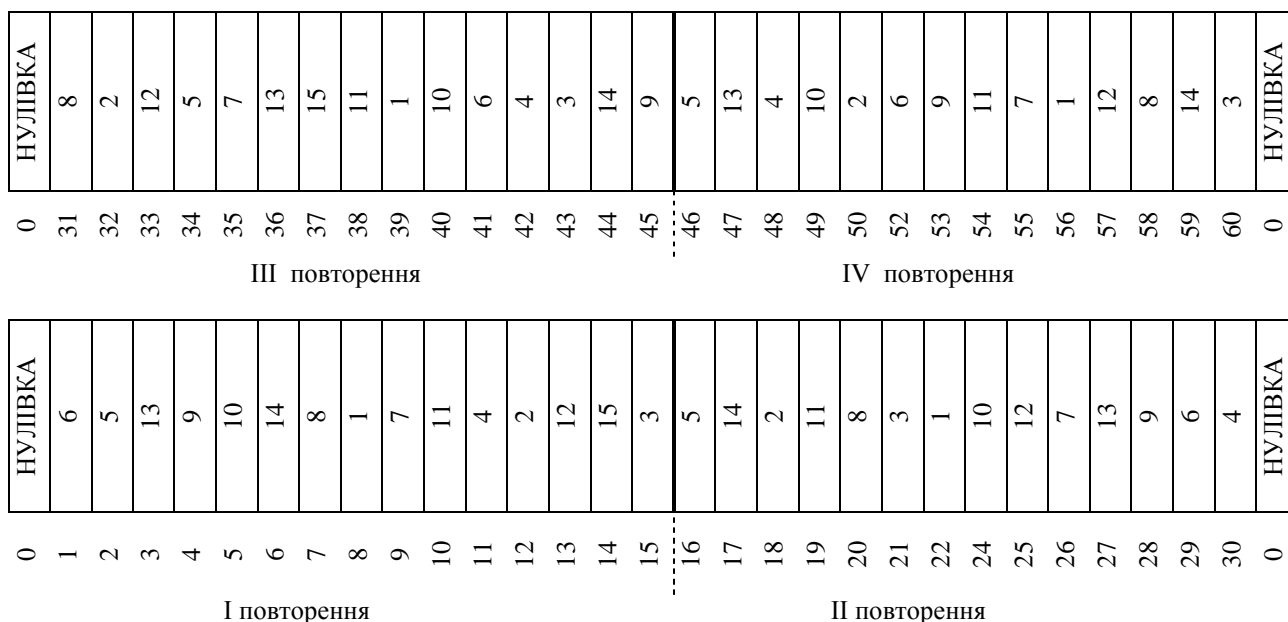 НУЛІВКА 8 2 12 5 7 13 15 11 1 10 6 4 3 14 9 5 13 4 10 2 6 9 11 7 1 12 8 14 3 НУЛІВКА
0 31 32 33 34 35 36 37 38 39 40 41 42 43 44 45 46 47 48 49 50 52 53 54 55 56 57 58 59 60 0
III повторення IV повторення
НУЛІВКА 6 5 13 9 10 14 8 1 7 11 4 2 12 15 3 5 14 2 11 8 3 1 10 12 7 13 9 6 4 НУЛІВКА
0 1 2 3 4 5 6 7 8 9 10 11 12 13 14 15 16 17 18 19 20 21 22 24 25 26 27 28 29 30 0
I повторення II повторення